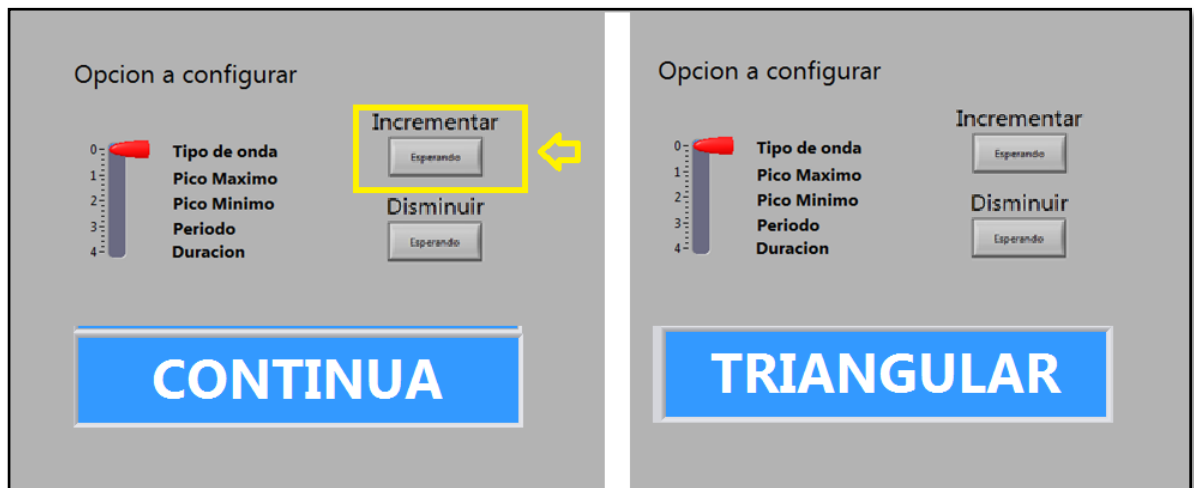 Opcion a configurar
Incrementar
0
Tipo de onda
Esperando
1
Pico Maximo
2
Pico Minimo
Disminuir
3
Periodo
Esperando
4
Duracion
CONTINUA
Opcion a configurar
Incrementar
0
Tipo de onda
Esperando
1
Pico Maximo
2
Pico Minimo
Disminuir
3
Periodo
Esperando
4
Duracion
TRIANGULAR